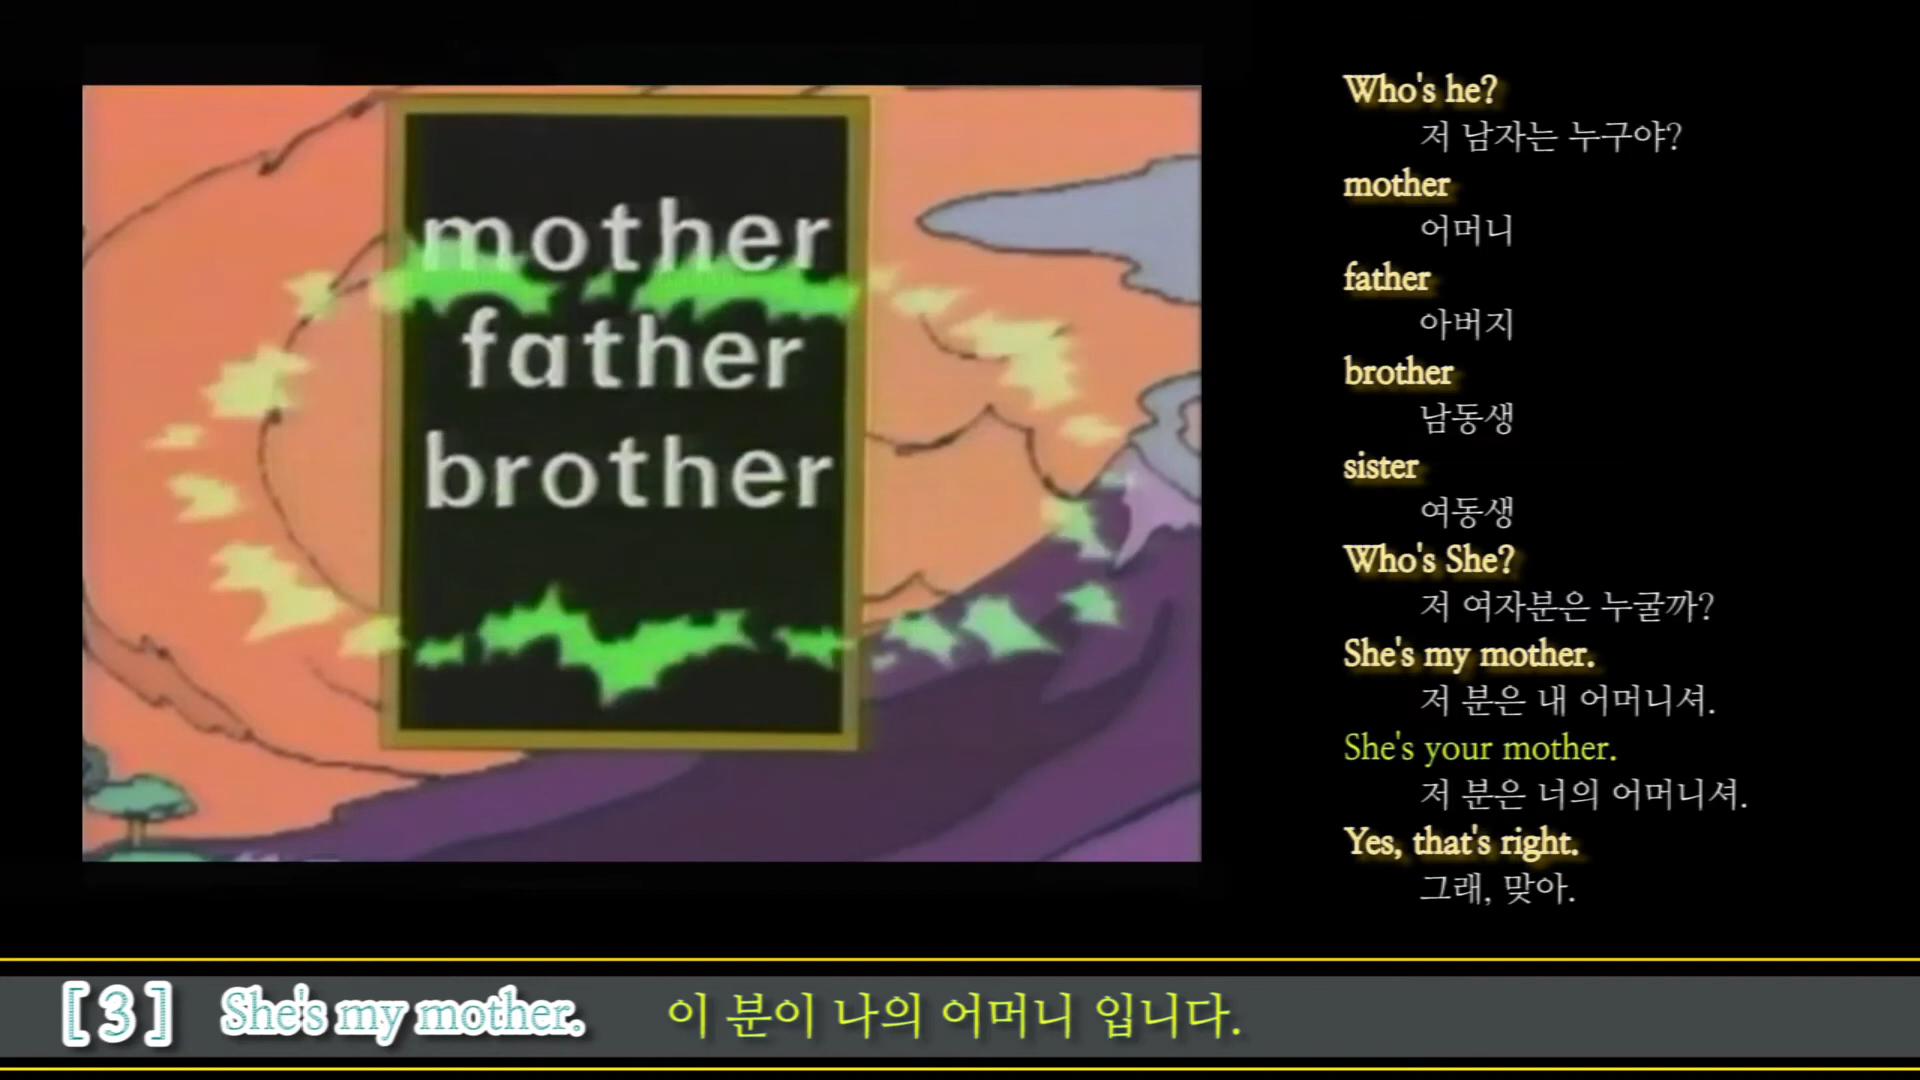 mother
father
brother
Who's he?
저 남자는 누구야?
mother
어머니
father
아버지
brother
남동생
sister
여동생
Who's She?
저 여자분은 누굴까?
She's my mother.
저 분은 내 어머니셔.
She's your mother.
저 분은 너의 어머니셔.
Yes, that's right.
그래, 맞아.
[3] She's my mother. 이 분이 나의 어머니 입니다.